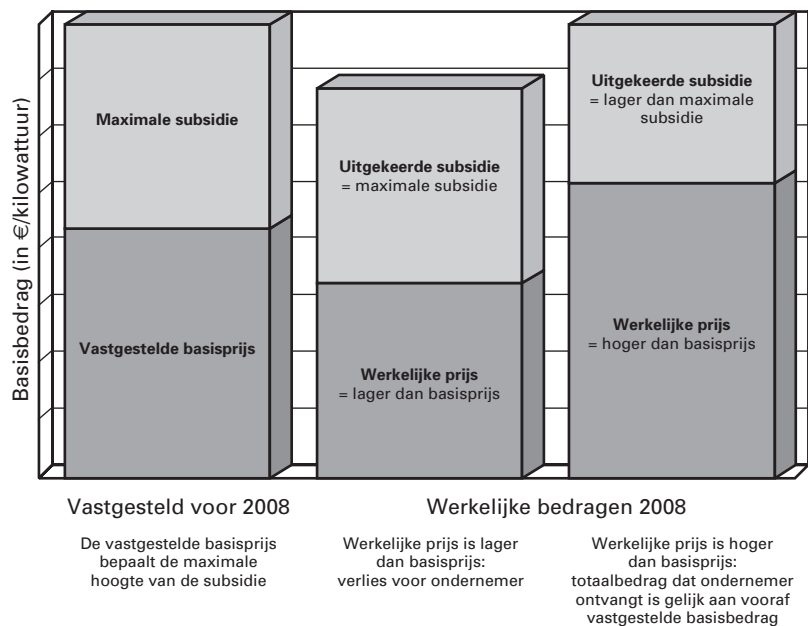 Basisbedrag (in €/kilowattuur)
Maximale subsidie
Vastgestelde basisprijs
Uitgekeerde subsidie
= maximale subsidie
Werkelijke prijs
= lager dan basisprijs
Uitgekeerde subsidie
= lager dan maximale
subsidie
Werkelijke prijs
= hoger dan basisprijs
Vastgesteld voor 2008
Werkelijke bedragen 2008
De vastgestelde basisprijs
bepaalt de maximale
hoogte van de subsidie
Werkelijke prijs is lager
dan basisprijs:
verlies voor ondernemer
Werkelijke prijs is hoger
dan basisprijs:
totaalbedrag dat ondernemer
ontvangt is gelijk aan vooraf
vastgestelde basisbedrag